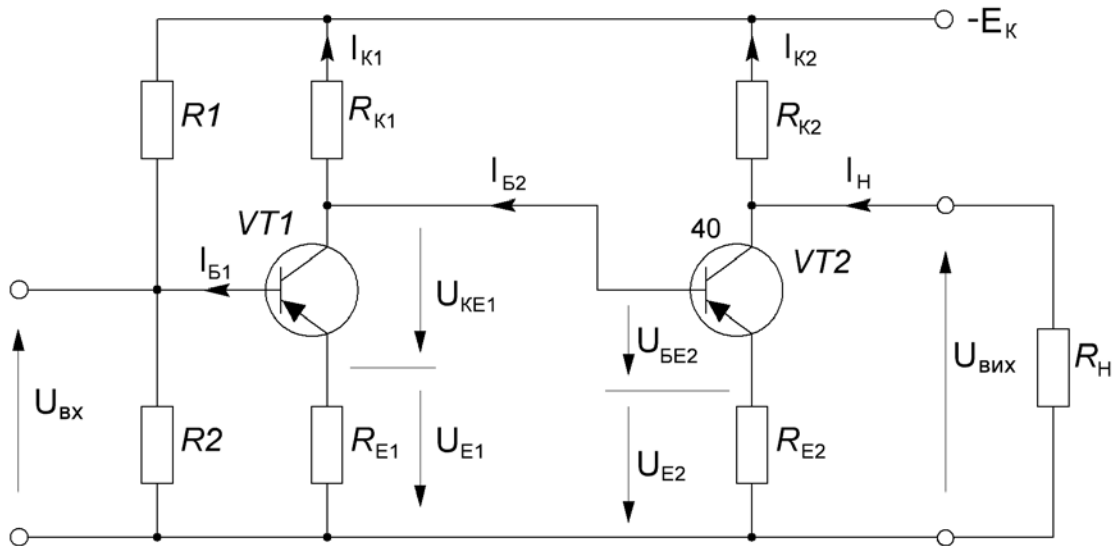 -EК
IК1
IК2
R1
RК1
RК2
IБ2
IН
VT1
40
VT2
IБ1
UКЕ1
UБЕ2
Uвих
RН
Uвх
R2
RЕ1
UЕ1
UЕ2
RЕ2